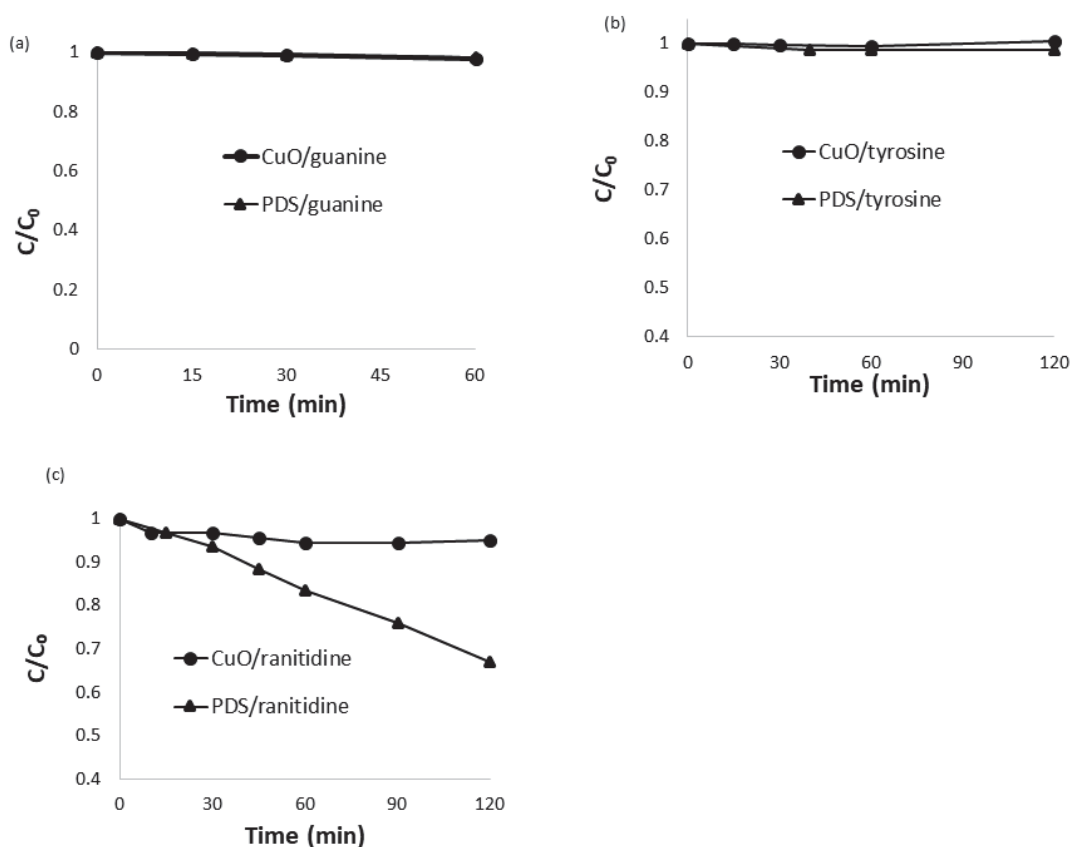 (a)
1
0.8
0.6
0.4
0.2
0
C/C₀
CuO/guanine
PDS/guanine
0 15 30 45 60
Time (min)
(b)
1
0.9
0.8
0.7
0.6
0.5
0.4
C/C₀
CuO/tyrosine
PDS/tyrosine
0 30 60 90 120
Time (min)
(c)
1
0.9
0.8
0.7
0.6
0.5
0.4
C/C₀
CuO/ranitidine
PDS/ranitidine
0 30 60 90 120
Time (min)